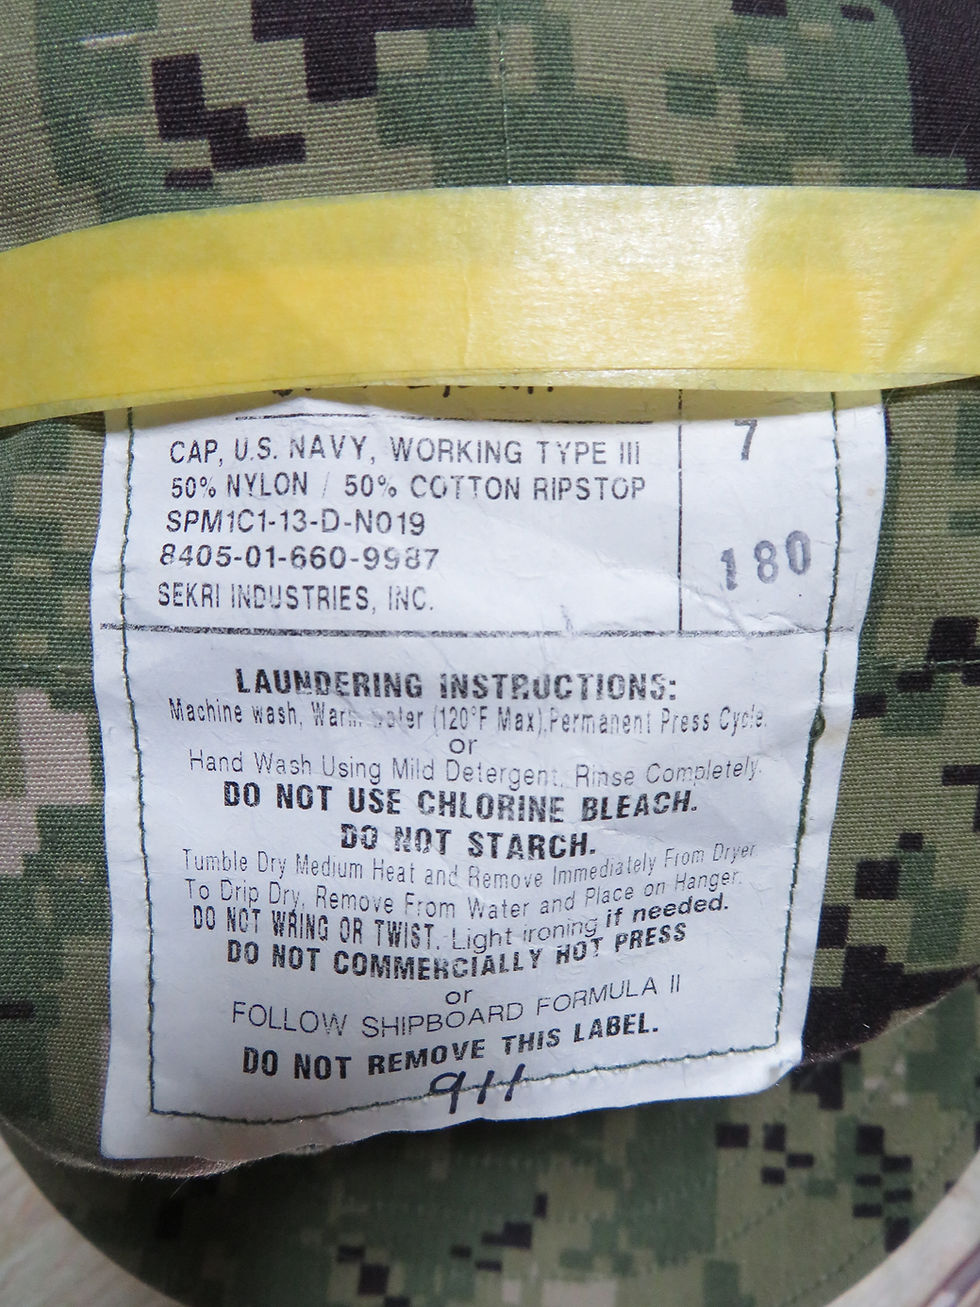 7
CAP, U.S. NAVY, WORKING TYPE III
50% NYLON / 50% COTTON RIPSTOP
SPM1C1-13-D-N019
8405-01-660-9987
180
SEKRI INDUSTRIES, INC.
LAUNDERING INSTRUCTIONS:
Machine wash, Warm water (120°F Max), Permanent Press Cycle.
or
Hand Wash Using Mild Detergent, Rinse Completely.
DO NOT USE CHLORINE BLEACH.
DO NOT STARCH.
Tumble Dry Medium Heat and Remove Immediately From Dryer
To Drip Dry, Remove From Water and Place on Hanger.
DO NOT WRING OR TWIST. Light ironing if needed.
DO NOT COMMERCIALLY HOT PRESS
or
FOLLOW SHIPBOARD FORMULA II
DO NOT REMOVE THIS LABEL.
911